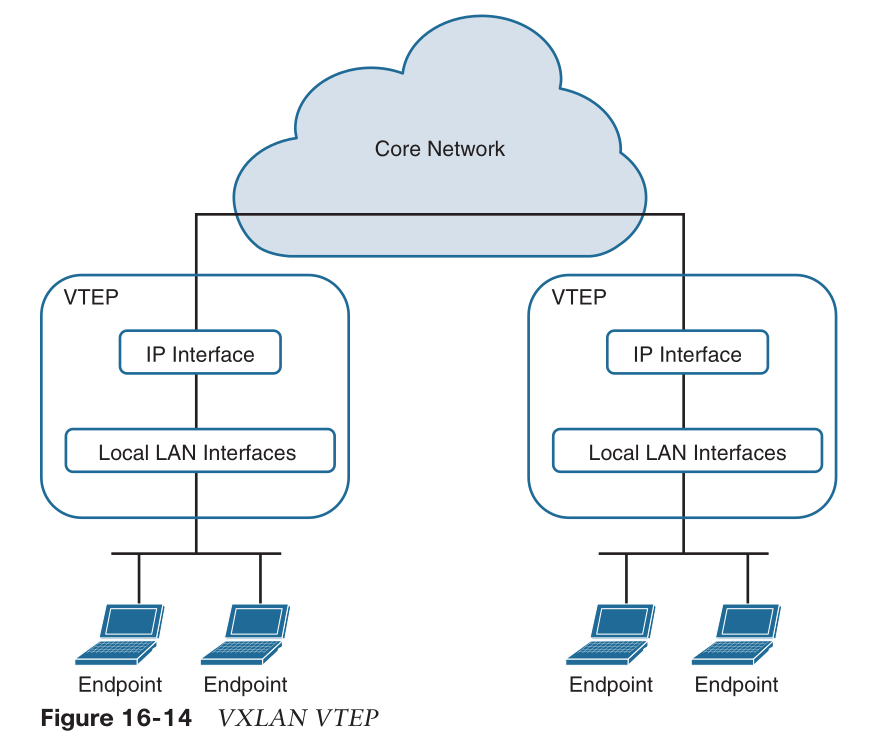 Core Network
VTEP
VTEP
IP Interface
IP Interface
Local LAN Interfaces
Local LAN Interfaces
Endpoint
Endpoint
Endpoint
Endpoint
Figure 16-14 VXLAN VTEP